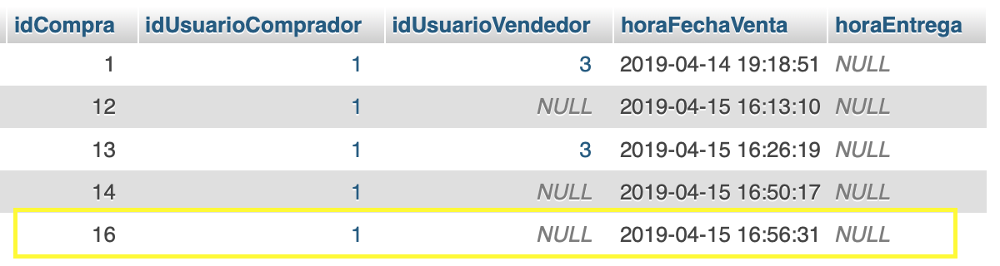 idCompra idUsuarioComprador idUsuarioVendedor horaFechaVenta horaEntrega
1 1 3 2019-04-14 19:18:51 NULL
12 1 NULL 2019-04-15 16:13:10 NULL
13 1 3 2019-04-15 16:26:19 NULL
14 1 NULL 2019-04-15 16:50:17 NULL
16 1 NULL 2019-04-15 16:56:31 NULL